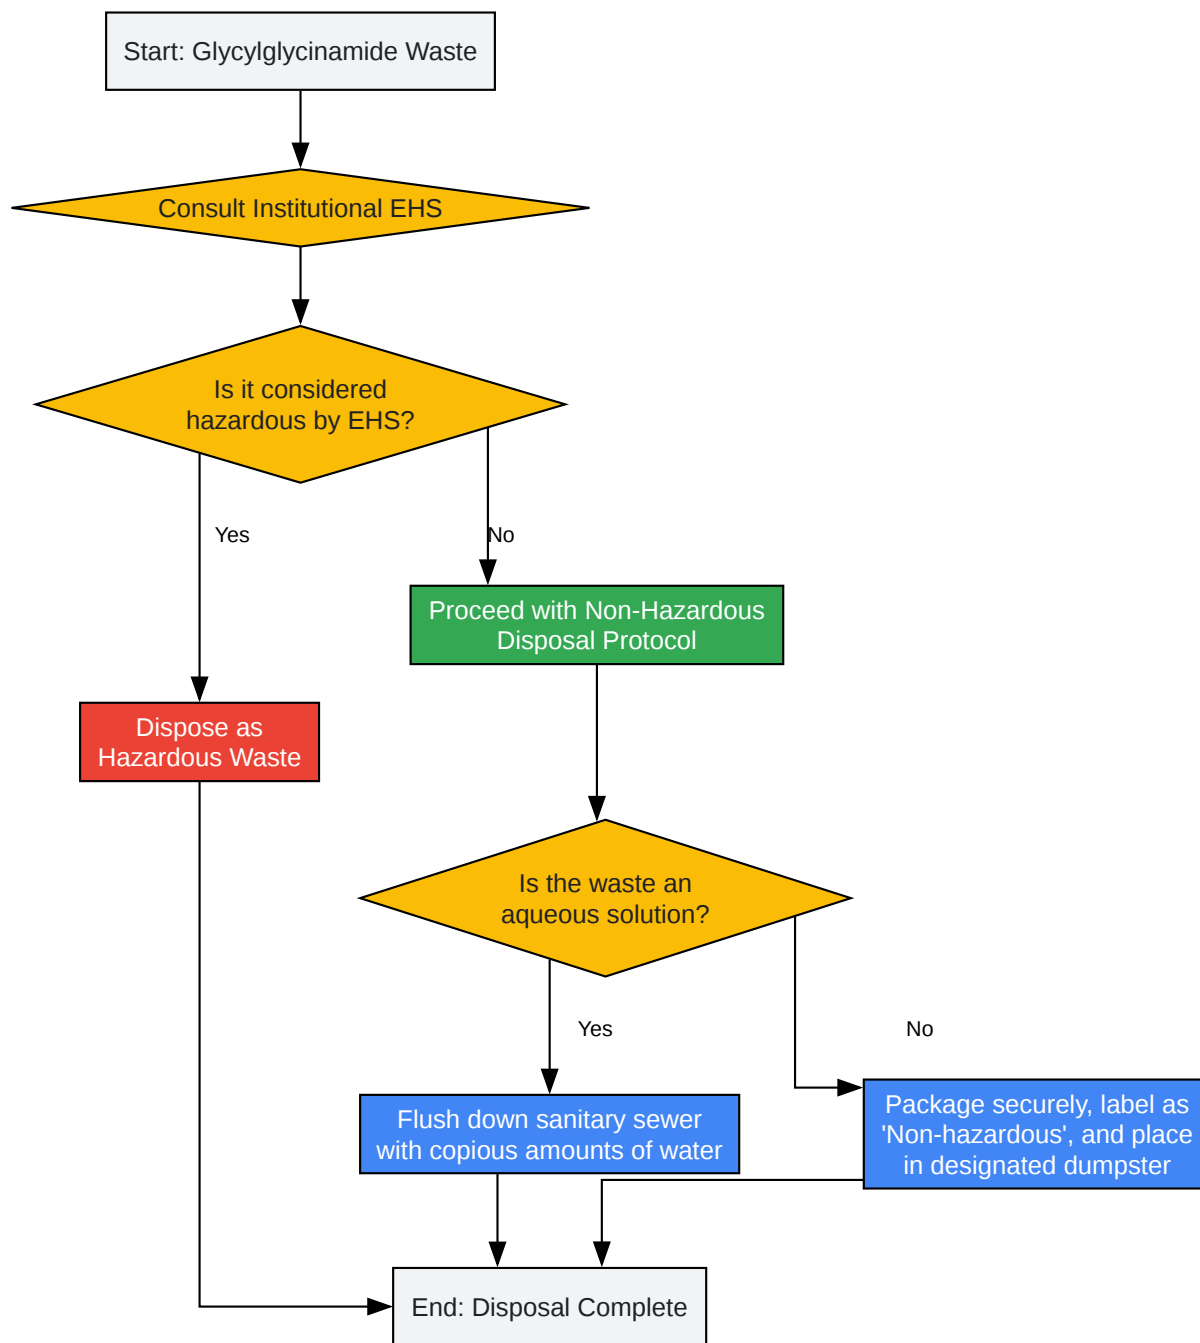 Start: Glycylglycinamide Waste
Consult Institutional EHS
Is it considered
hazardous by EHS?
Yes
No
Proceed with Non-Hazardous
Disposal Protocol
Dispose as
Hazardous Waste
Is the waste an
aqueous solution?
Yes
No
Flush down sanitary sewer
with copious amounts of water
Package securely, label as
'Non-hazardous', and place
in designated dumpster
End: Disposal Complete